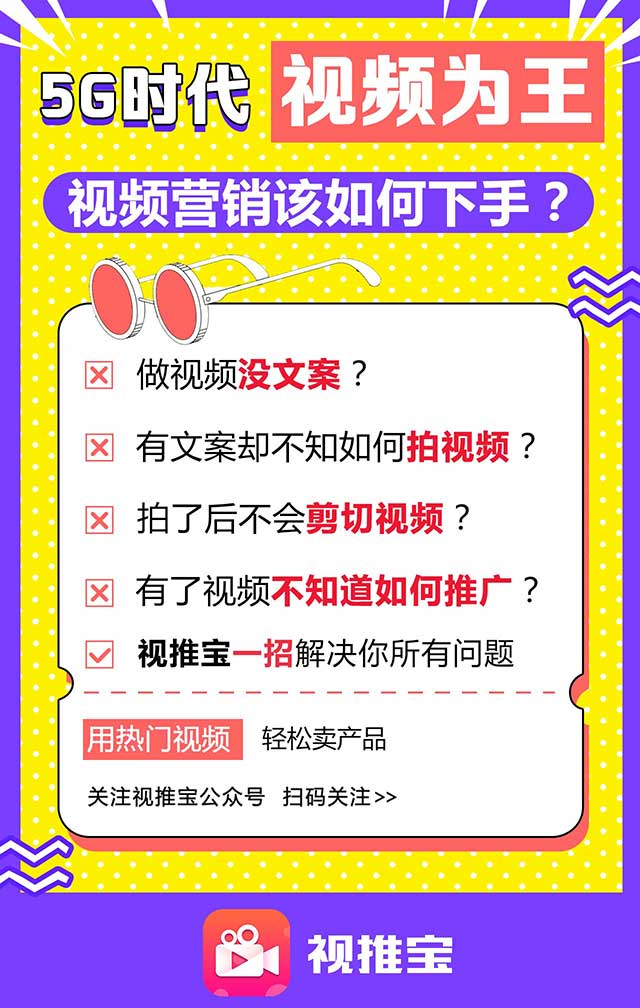 5G时代 视频为王
视频营销该如何下手？
做视频没文案？
有文案却不知如何拍视频？
拍了后不会剪切视频？
有了视频不知道如何推广？
视推宝一招解决你所有问题
用热门视频 轻松卖产品
关注视推宝公众号 扫码关注>>
视推宝